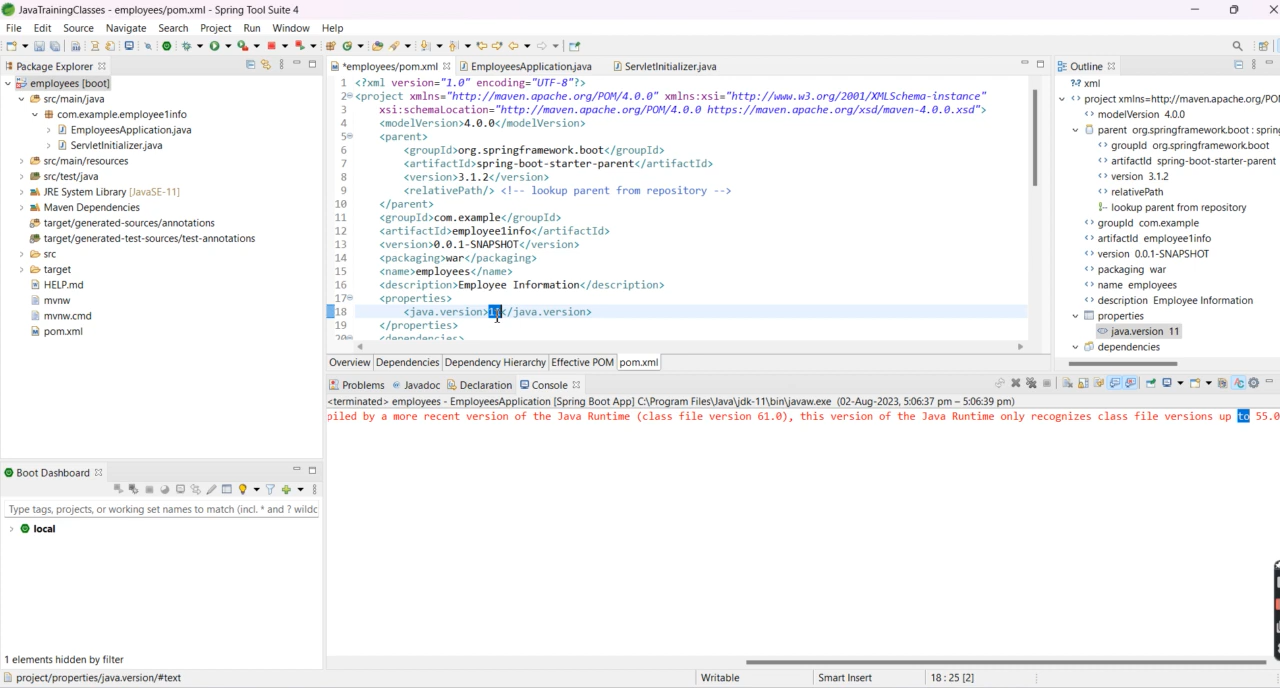 JavaTrainingClasses - employees/pom.xml - Spring Tool Suite 4
File Edit Source Navigate Search Project Run Window Help
Package Explorer
employees [boot]
src/main/java
com.example.employee1info
EmployeesApplication.java
ServletInitializer.java
src/main/resources
src/test/java
JRE System Library [JavaSE-11]
Maven Dependencies
target/generated-sources/annotations
target/generated-test-sources/test-annotations
src
target
HELP.md
mvnw
mvnw.cmd
pom.xml
*employees/pom.xml EmployeesApplication.java ServletInitializer.java
1 <?xml version="1.0" encoding="UTF-8"?>
2 <project xmlns="http://maven.apache.org/POM/4.0.0" xmlns:xsi="http://www.w3.org/2001/XMLSchema-instance"
3 xsi:schemaLocation="http://maven.apache.org/POM/4.0.0 https://maven.apache.org/xsd/maven-4.0.0.xsd">
4 <modelVersion>4.0.0</modelVersion>
5 <parent>
6 <groupId>org.springframework.boot</groupId>
7 <artifactId>spring-boot-starter-parent</artifactId>
8 <version>3.1.2</version>
9 <relativePath/> <!-- lookup parent from repository -->
10 </parent>
11 <groupId>com.example</groupId>
12 <artifactId>employee1info</artifactId>
13 <version>0.0.1-SNAPSHOT</version>
14 <packaging>war</packaging>
15 <name>employees</name>
16 <description>Employee Information</description>
17 <properties>
18 <java.version>11</java.version>
19 </properties>
20 <dependencies>
Overview Dependencies Dependency Hierarchy Effective POM pom.xml
Outline
?-? xml
project xmlns=http://maven.apache.org/PO
modelVersion 4.0.0
parent org.springframework.boot : spring
groupId org.springframework.boot
artifactId spring-boot-starter-parent
version 3.1.2
relativePath
lookup parent from repository
groupId com.example
artifactId employee1info
version 0.0.1-SNAPSHOT
packaging war
name employees
description Employee Information
properties
java.version 11
dependencies
Problems Javadoc Declaration Console
<terminated> employees - EmployeesApplication [Spring Boot App] C:\Program Files\Java\jdk-11\bin\javaw.exe (02-Aug-2023, 5:06:37 pm – 5:06:39 pm)
piled by a more recent version of the Java Runtime (class file version 61.0), this version of the Java Runtime only recognizes class file versions up to 55.0
Boot Dashboard
Type tags, projects, or working set names to match (incl. * and ? wildc
local
1 elements hidden by filter
project/properties/java.version/#text Writable Smart Insert 18 : 25 [2]